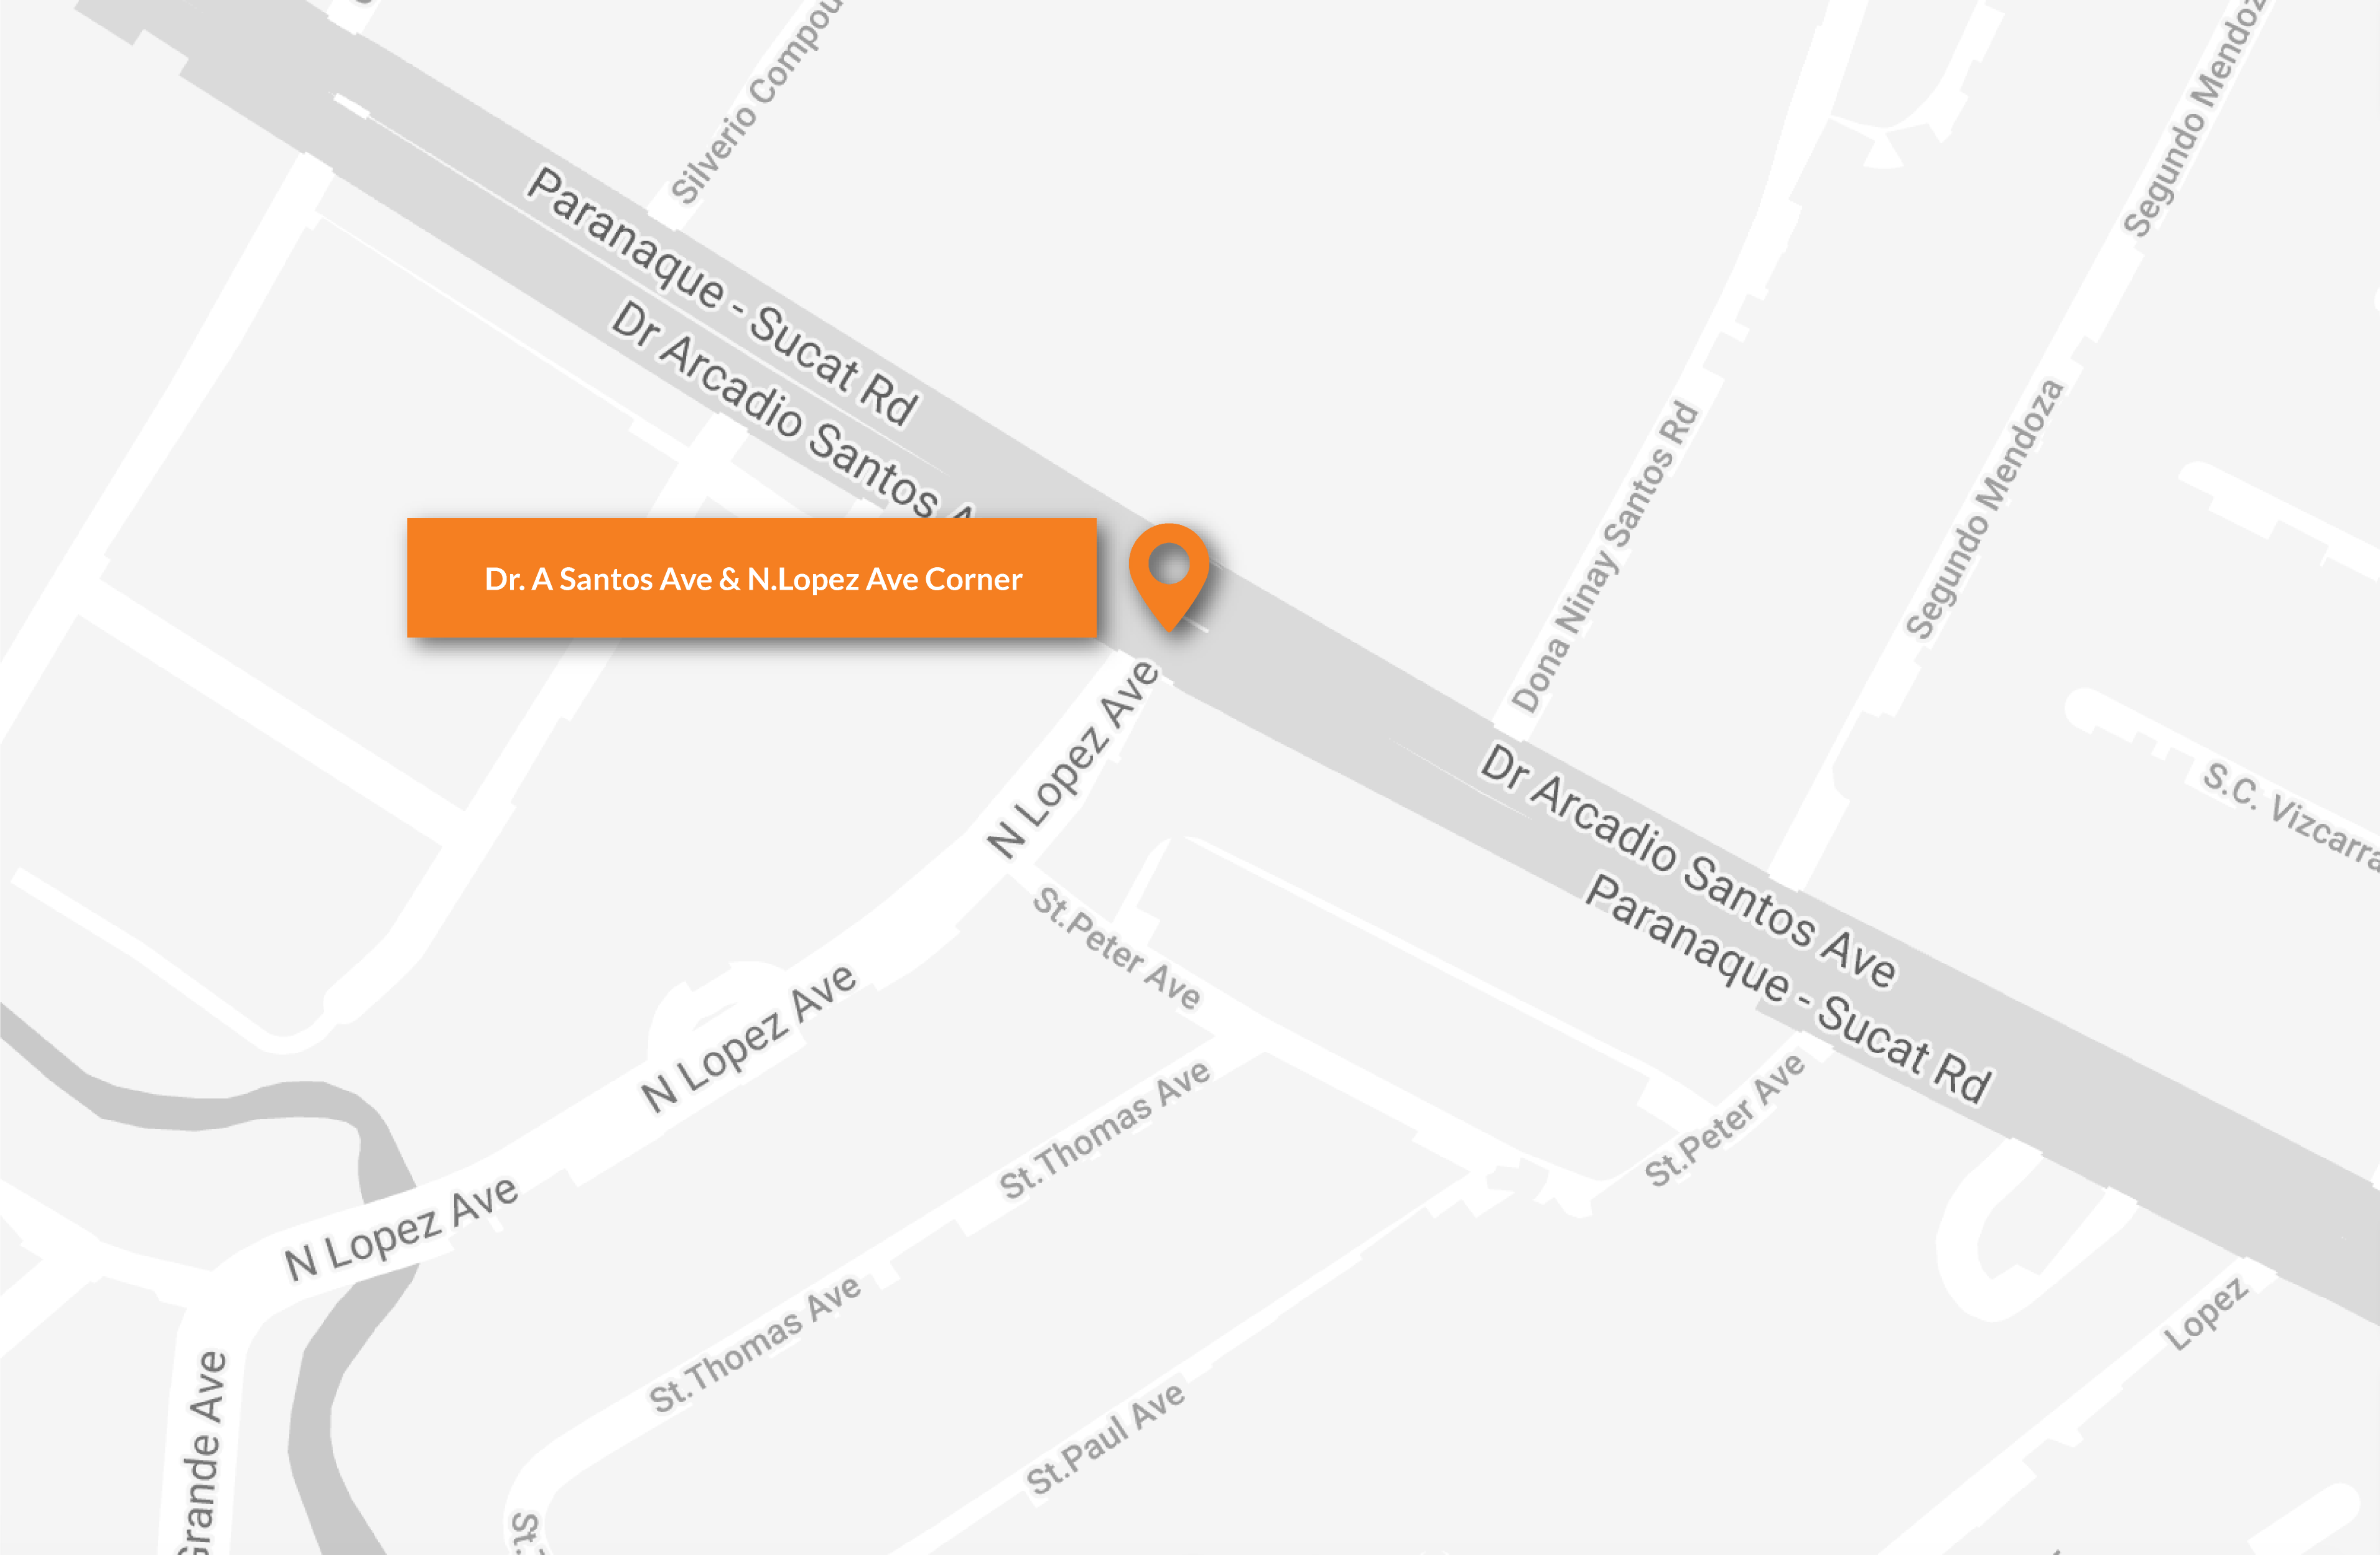 Silverio Compou
Segundo Mendoz
Paranaque - Sucat Rd
Dr Arcadio Santos A
Dona Ninay Santos Rd
Segundo Mendoza
Dr. A Santos Ave & N.Lopez Ave Corner
N Lopez Ave
Dr Arcadio Santos Ave
Paranaque - Sucat Rd
S.C. Vizcarra
St.Peter Ave
N Lopez Ave
St.Thomas Ave
St.Peter Ave
N Lopez Ave
St.Thomas Ave
Lopez
St.Paul Ave
Grande Ave
St.